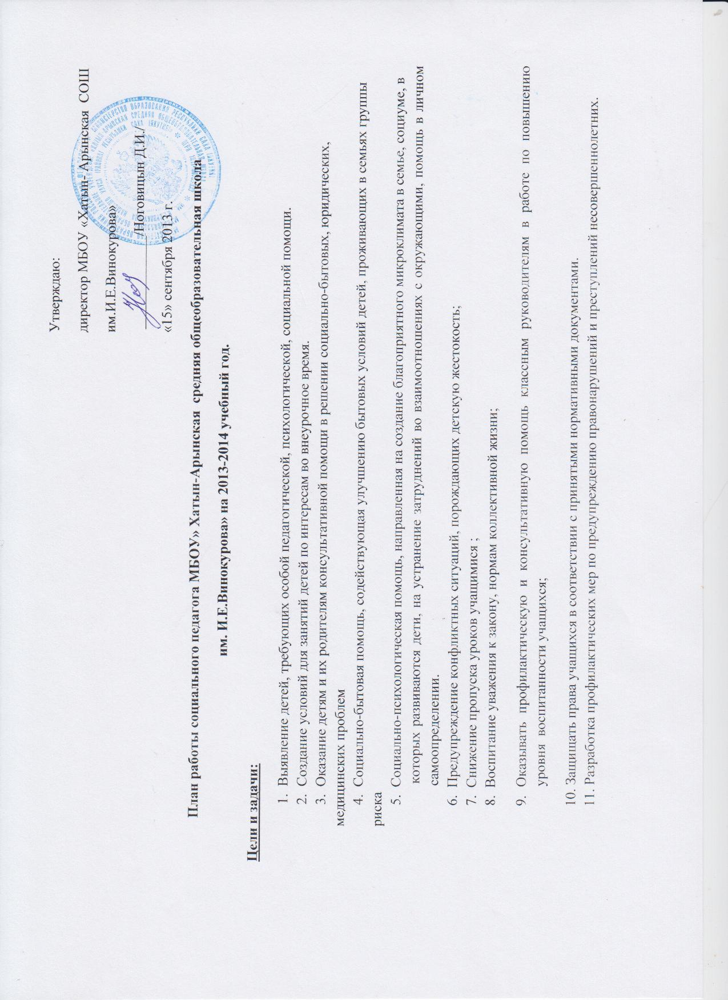 Утверждаю:
директор МБОУ «Хатын- Арынская СОШ
им.И.Е.Винокурова»
/Ноговицын Д.И./
«15» сентября 2013 г.
План работы социального педагога МБОУ» Хатын-Арынская средняя общеобразовательная школа
им. И.Е.Винокурова» на 2013-2014 учебный год.
Цели и задачи:
1. Выявление детей, требующих особой педагогической, психологической, социальной помощи.
2. Создание условий для занятий детей по интересам во внеурочное время.
3. Оказание детям и их родителям консультативной помощи в решении социально-бытовых, юридических,
медицинских проблем
4. Социально-бытовая помощь, содействующая улучшению бытовых условий детей, проживающих в семьях группы
риска
5. Социально-психологическая помощь, направленная на создание благоприятного микроклимата в семье, социуме, в
которых развиваются дети, на устранение затруднений во взаимоотношениях с окружающими, помощь в личном
самоопределении.
6. Предупреждение конфликтных ситуаций, порождающих детскую жестокость;
7. Снижение пропуска уроков учащимися ;
8. Воспитание уважения к закону, нормам коллективной жизни;
9. Оказывать профилактическую и консультативную помощь классным руководителям в работе по повышению
уровня воспитанности учащихся;
10. Защищать права учащихся в соответствии с принятыми нормативными документами.
11. Разработка профилактических мер по предупреждению правонарушений и преступлений несовершеннолетних.